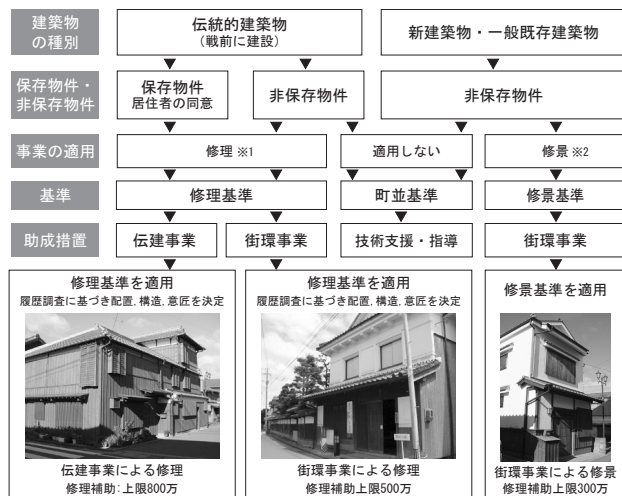 建築物
の種別
伝統的建築物
(戦前に建設)
新建築物・一般既存建築物
保存物件・
非保存物件
保存物件
居住者の同意
非保存物件
非保存物件
事業の適用
修理 ※1
適用しない
修景 ※2
基準
修理基準
町並基準
修景基準
助成措置
伝建事業
街環事業
技術支援・指導
街環事業
修理基準を適用
履歴調査に基づき配置, 構造, 意匠を決定
伝建事業による修理
修理補助:上限800万
修理基準を適用
履歴調査に基づき配置, 構造, 意匠を決定
街環事業による修理
修理補助上限500万
修景基準を適用
街環事業による修景
修理補助上限300万